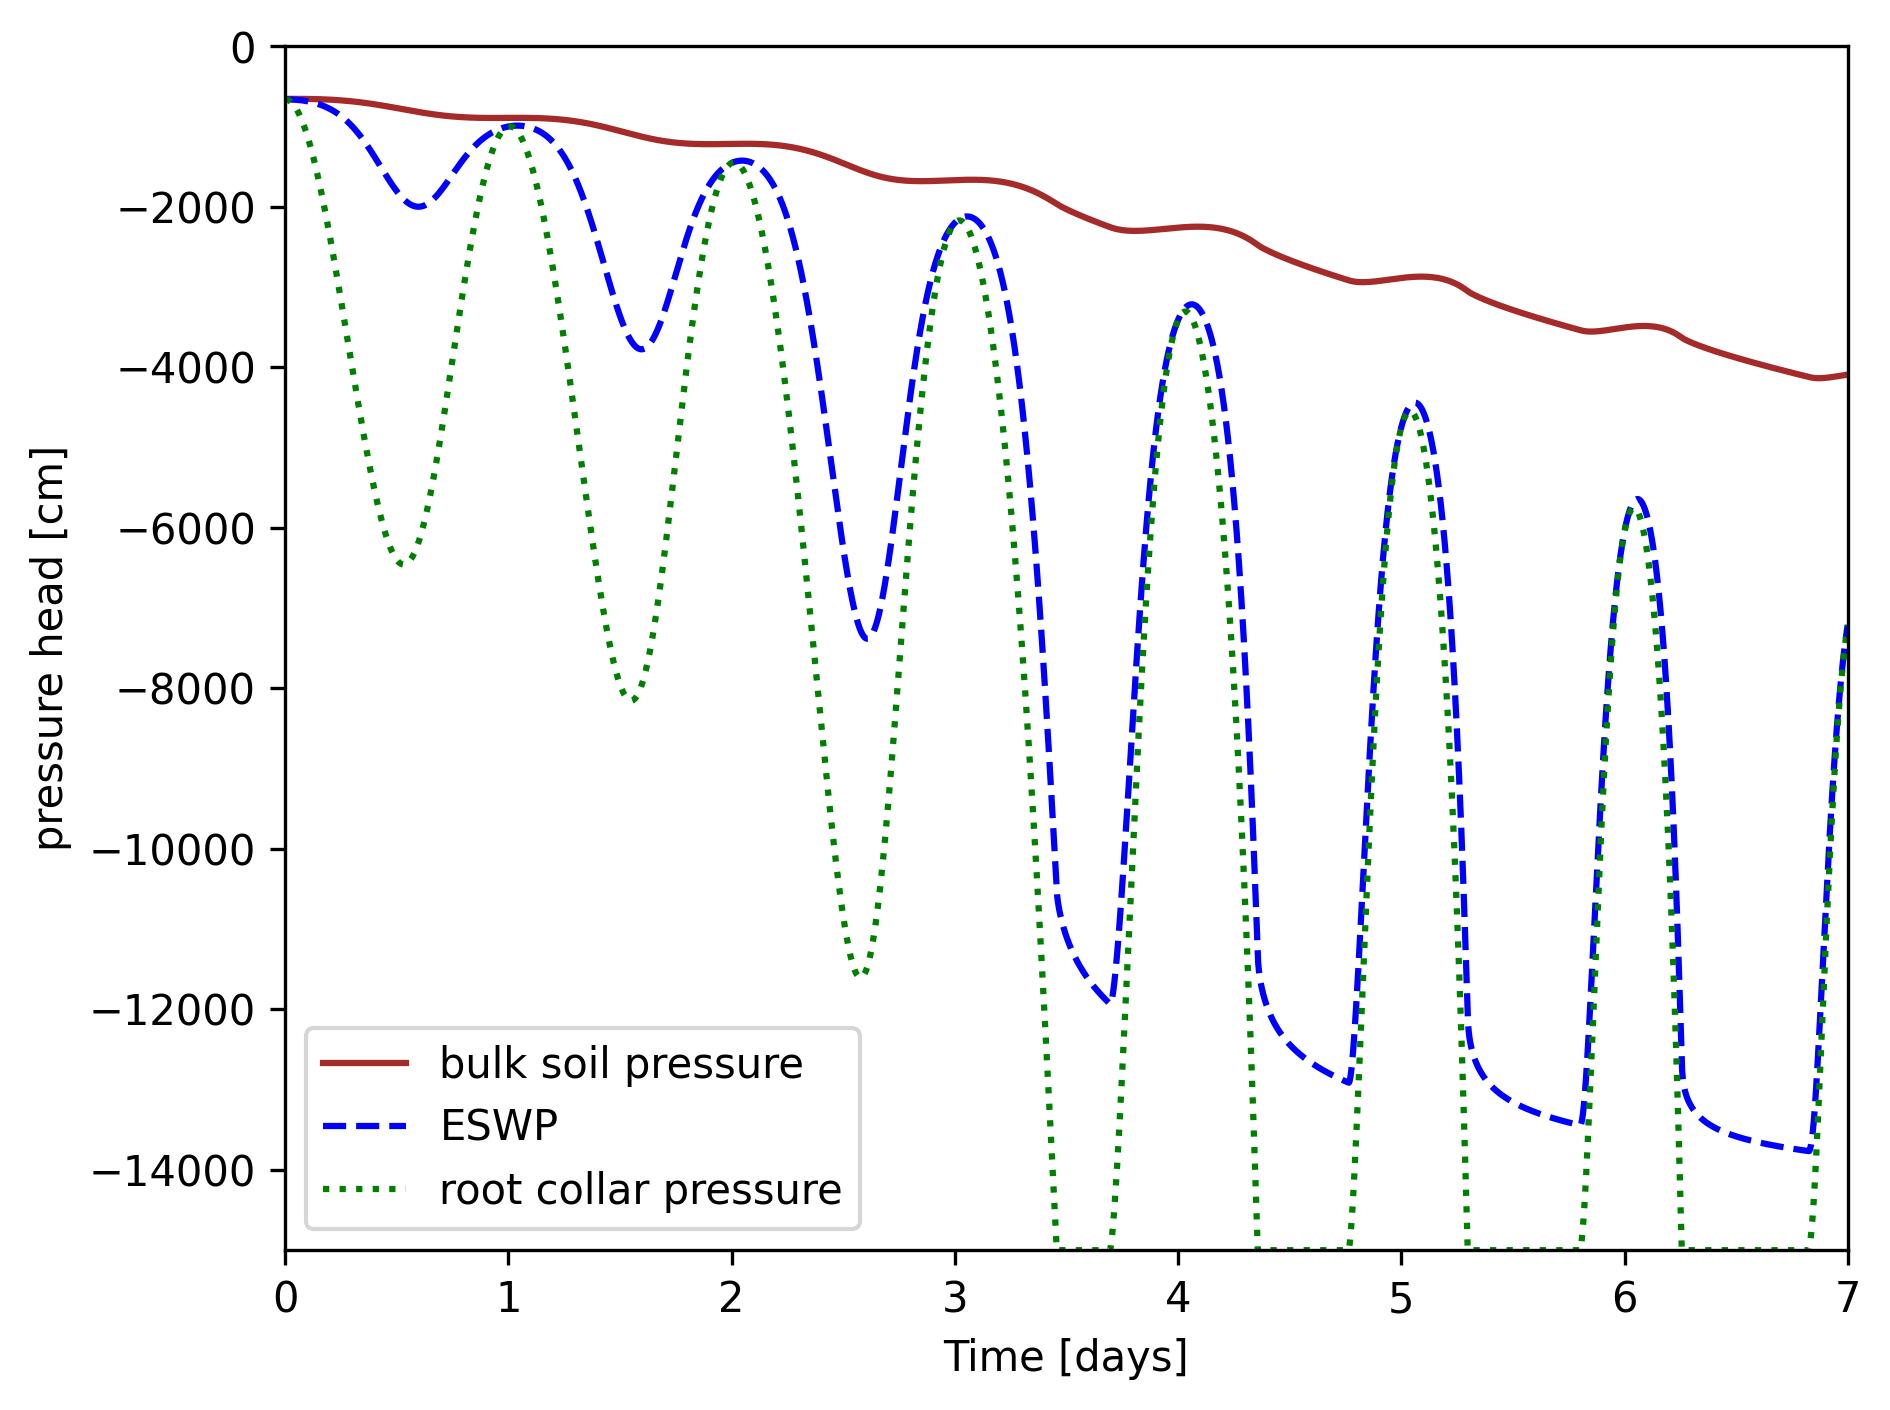 pressure head [cm]
0
−2000
−4000
−6000
−8000
−10000
−12000
−14000
bulk soil pressure
ESWP
root collar pressure
0 1 2 3 4 5 6 7
Time [days]